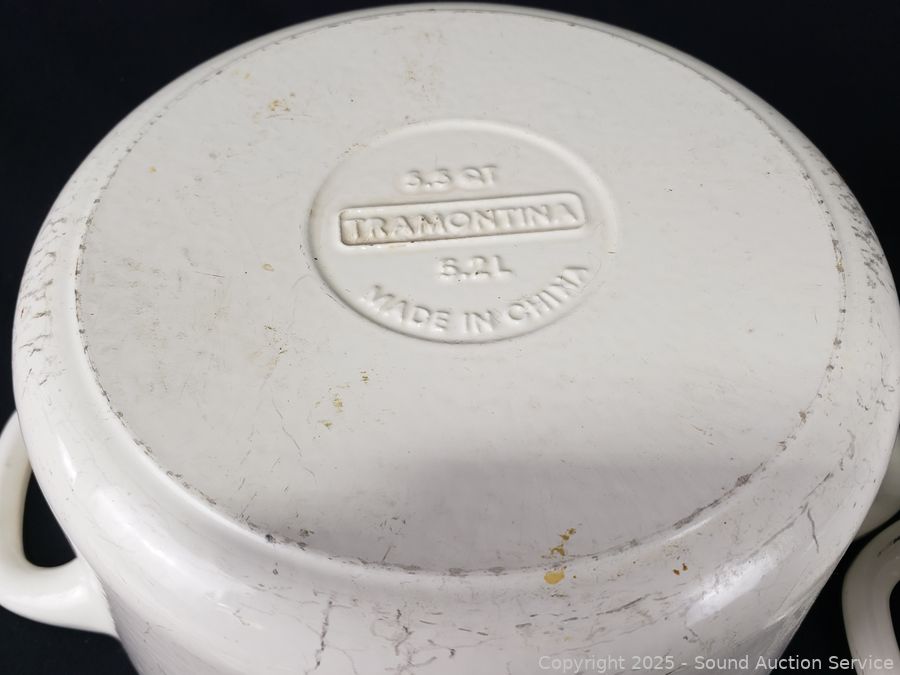 5.5 QT
TRAMONTINA
5.2L
MADE IN CHINA
Copyright 2025 - Sound Auction Service